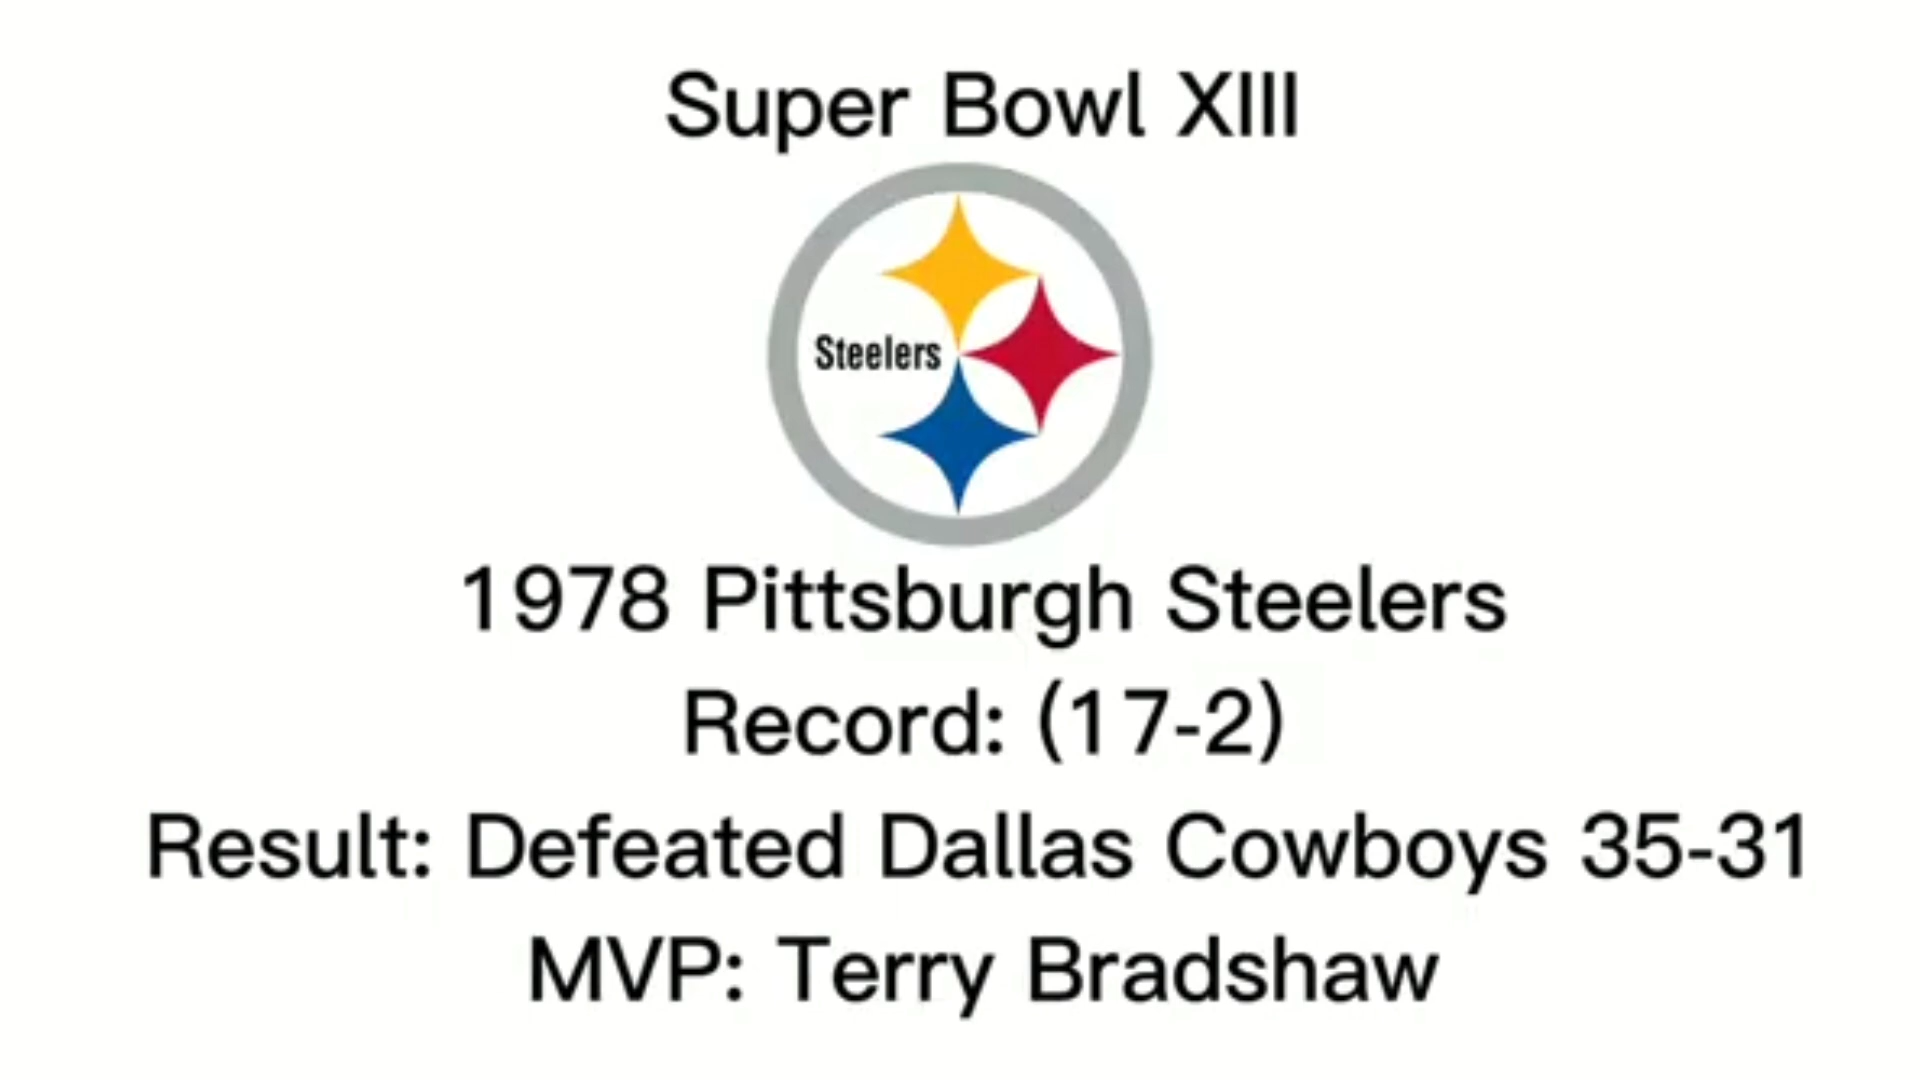 Super Bowl XIII
Steelers
1978 Pittsburgh Steelers
Record: (17-2)
Result: Defeated Dallas Cowboys 35-31
MVP: Terry Bradshaw